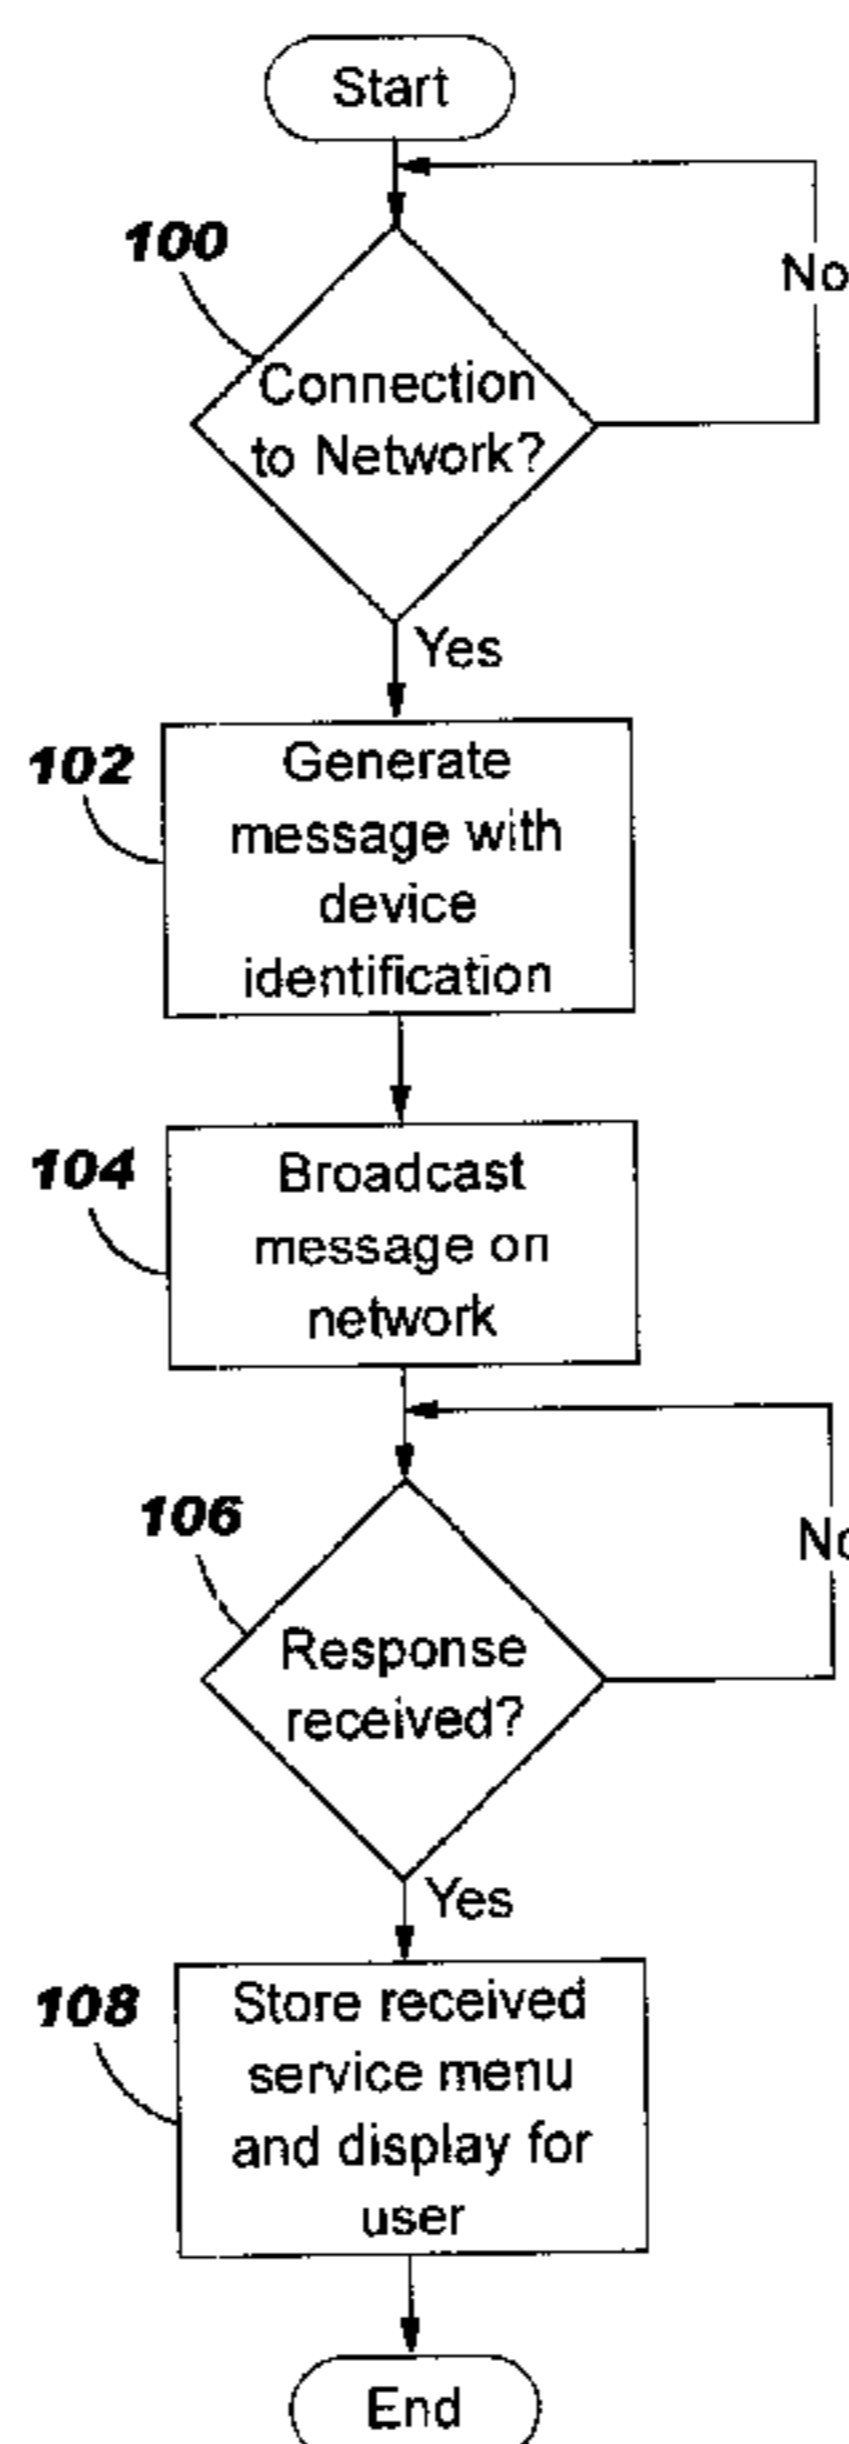 Start
100
No
Connection
to Network?
Yes
102
Generate
message with
device
identification
104
Broadcast
message on
network
106
No
Response
received?
Yes
108
Store received
service menu
and display for
user
End